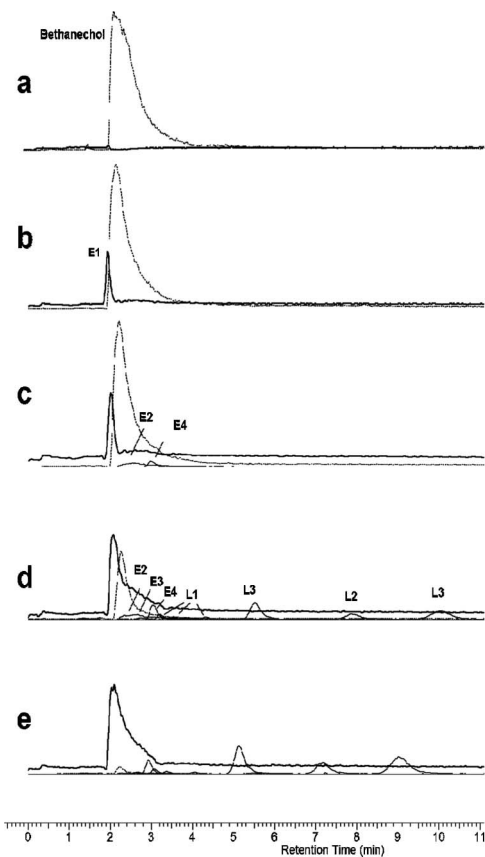 Bethanechol
a
b
E1
c
E2
E4
d
E2
E3
E4
L1
L3
L2
L3
e
0 1 2 3 4 5 6 7 8 9 10 11
Retention Time (min)